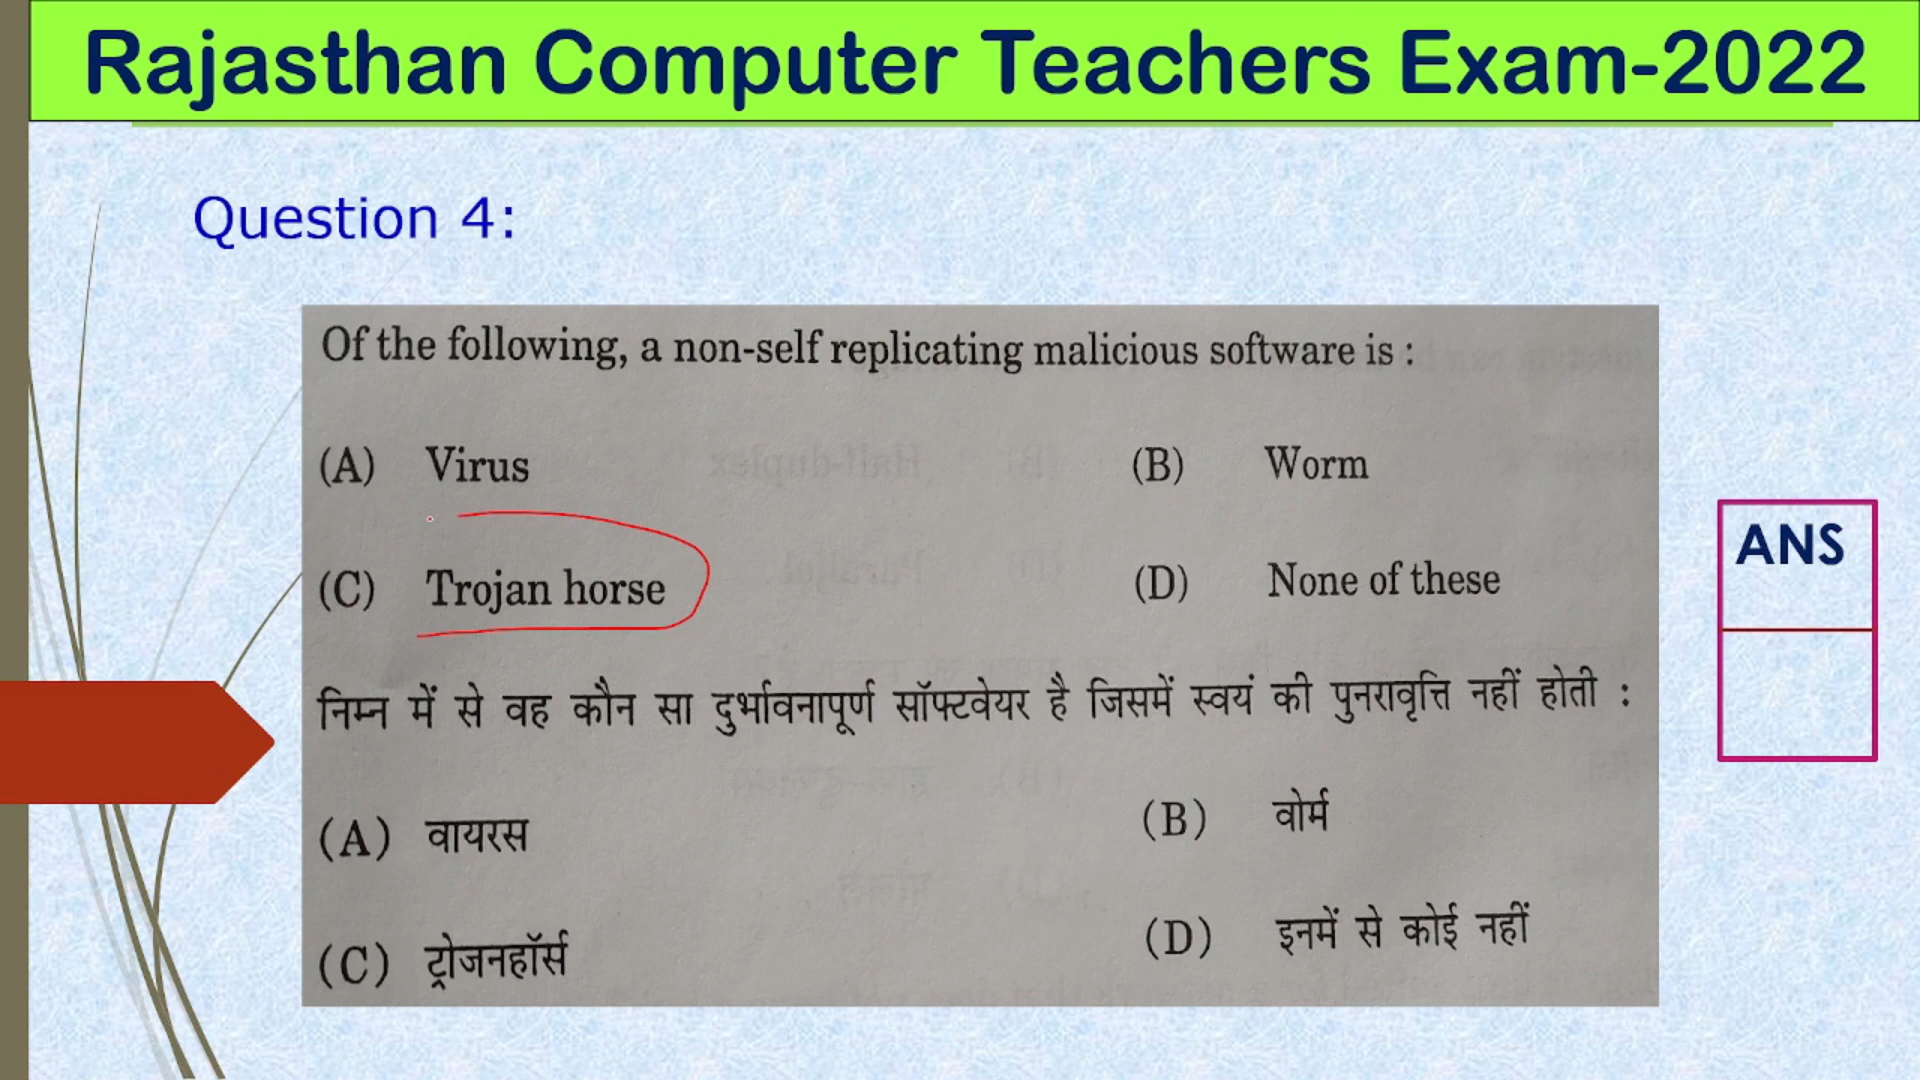 Rajasthan Computer Teachers Exam-2022
Question 4:
Of the following, a non-self replicating malicious software is :
(A) Virus (B) Worm
(C) Trojan horse (D) None of these
ANS
निम्न में से वह कौन सा दुर्भावनापूर्ण सॉफ्टवेयर है जिसमें स्वयं की पुनरावृत्ति नहीं होती :
(A) वायरस (B) वोर्म
(C) ट्रोजनहॉर्स (D) इनमें से कोई नहीं